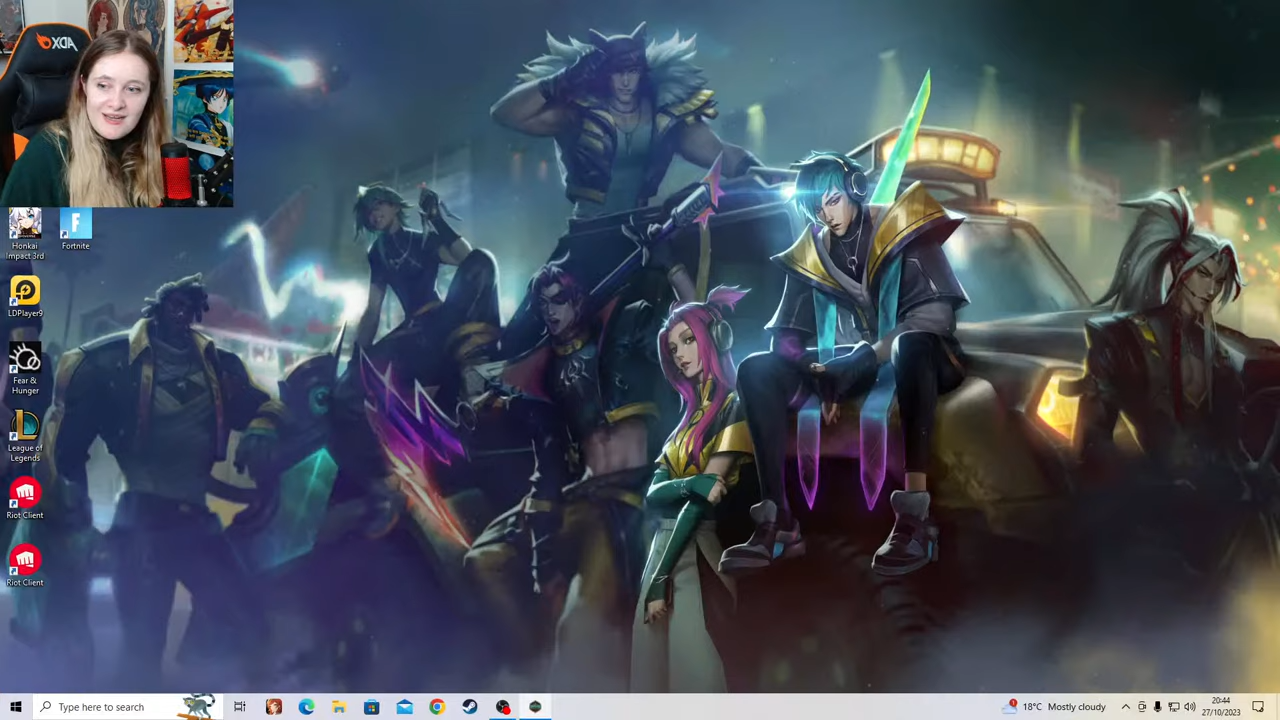 ADX
Honkai
Impact 3rd
Fortnite
LDPlayer9
Fear &
Hunger
League of
Legends
Riot Client
Riot Client
Type here to search
18°C Mostly cloudy
20:44
27/10/2023